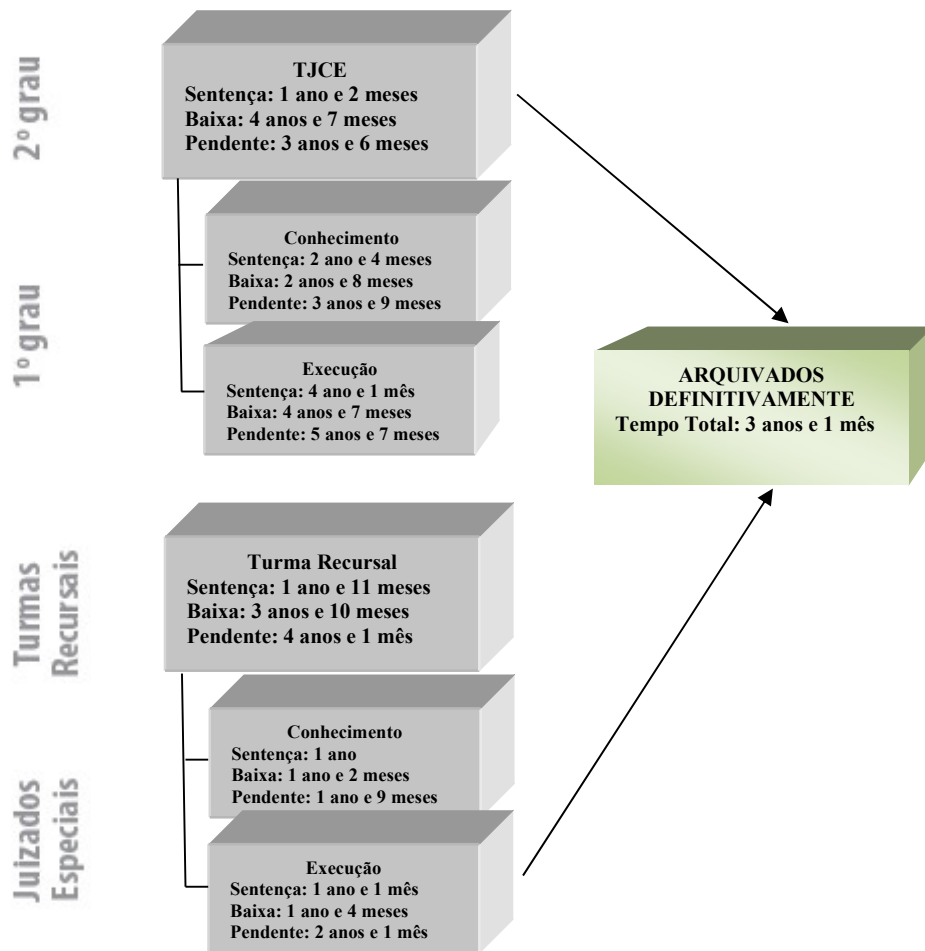 2º grau
TJCE
Sentença: 1 ano e 2 meses
Baixa: 4 anos e 7 meses
Pendente: 3 anos e 6 meses
1º grau
Conhecimento
Sentença: 2 ano e 4 meses
Baixa: 2 anos e 8 meses
Pendente: 3 anos e 9 meses
Execução
Sentença: 4 ano e 1 mês
Baixa: 4 anos e 7 meses
Pendente: 5 anos e 7 meses
ARQUIVADOS
DEFINITIVAMENTE
Tempo Total: 3 anos e 1 mês
Turmas
Recursais
Turma Recursal
Sentença: 1 ano e 11 meses
Baixa: 3 anos e 10 meses
Pendente: 4 anos e 1 mês
Juizados
Especiais
Conhecimento
Sentença: 1 ano
Baixa: 1 ano e 2 meses
Pendente: 1 ano e 9 meses
Execução
Sentença: 1 ano e 1 mês
Baixa: 1 ano e 4 meses
Pendente: 2 anos e 1 mês